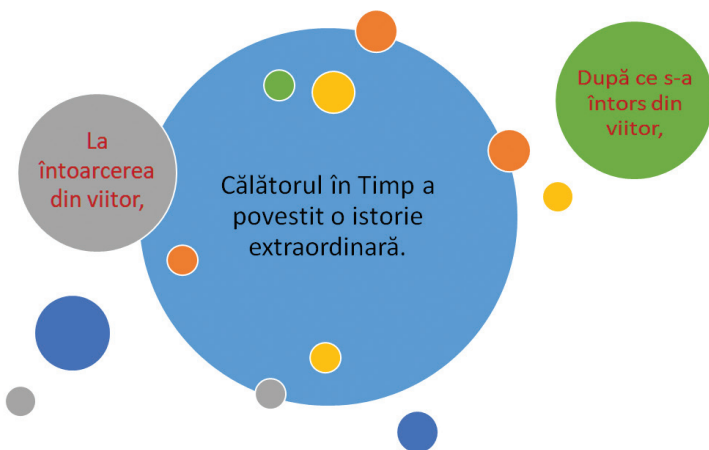 La
întoarcerea
din viitor,
După ce s-a
întors din
viitor,
Călătorul în Timp a
povestit o istorie
extraordinară.